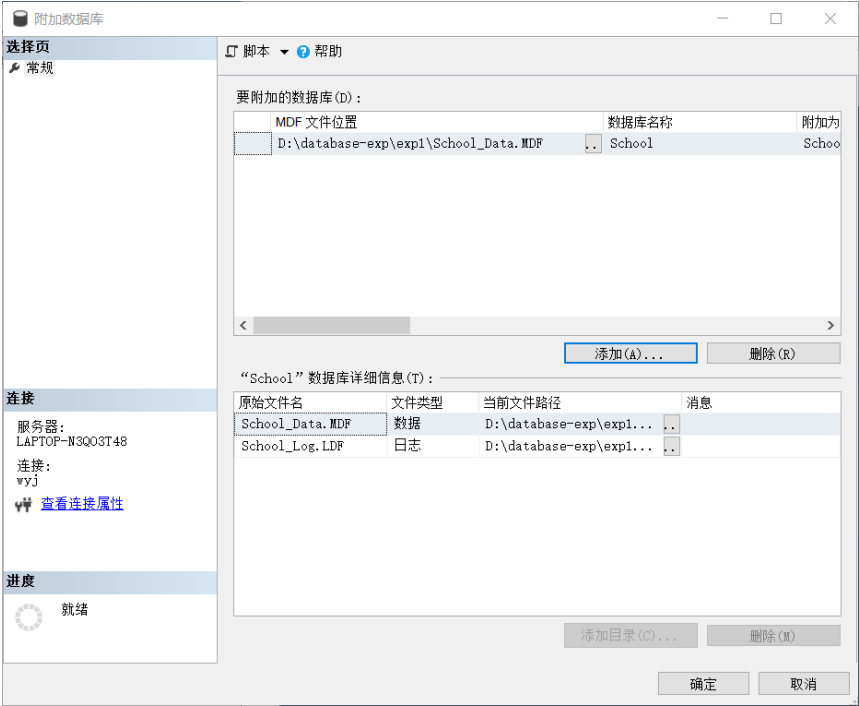 附加数据库
选择页
常规
脚本 帮助
要附加的数据库(D):
MDF 文件位置 数据库名称 附加为
D:\database-exp\exp1\School_Data.MDF .. School Schoo
添加(A)... 删除(R)
“School”数据库详细信息(T):
原始文件名 文件类型 当前文件路径 消息
School_Data.MDF 数据 D:\database-exp\exp1... ..
School_Log.LDF 日志 D:\database-exp\exp1... ..
添加目录(C)... 删除(M)
连接
服务器:
LAPTOP-N3QO3T48
连接:
wyj
查看连接属性
进度
就绪
确定 取消